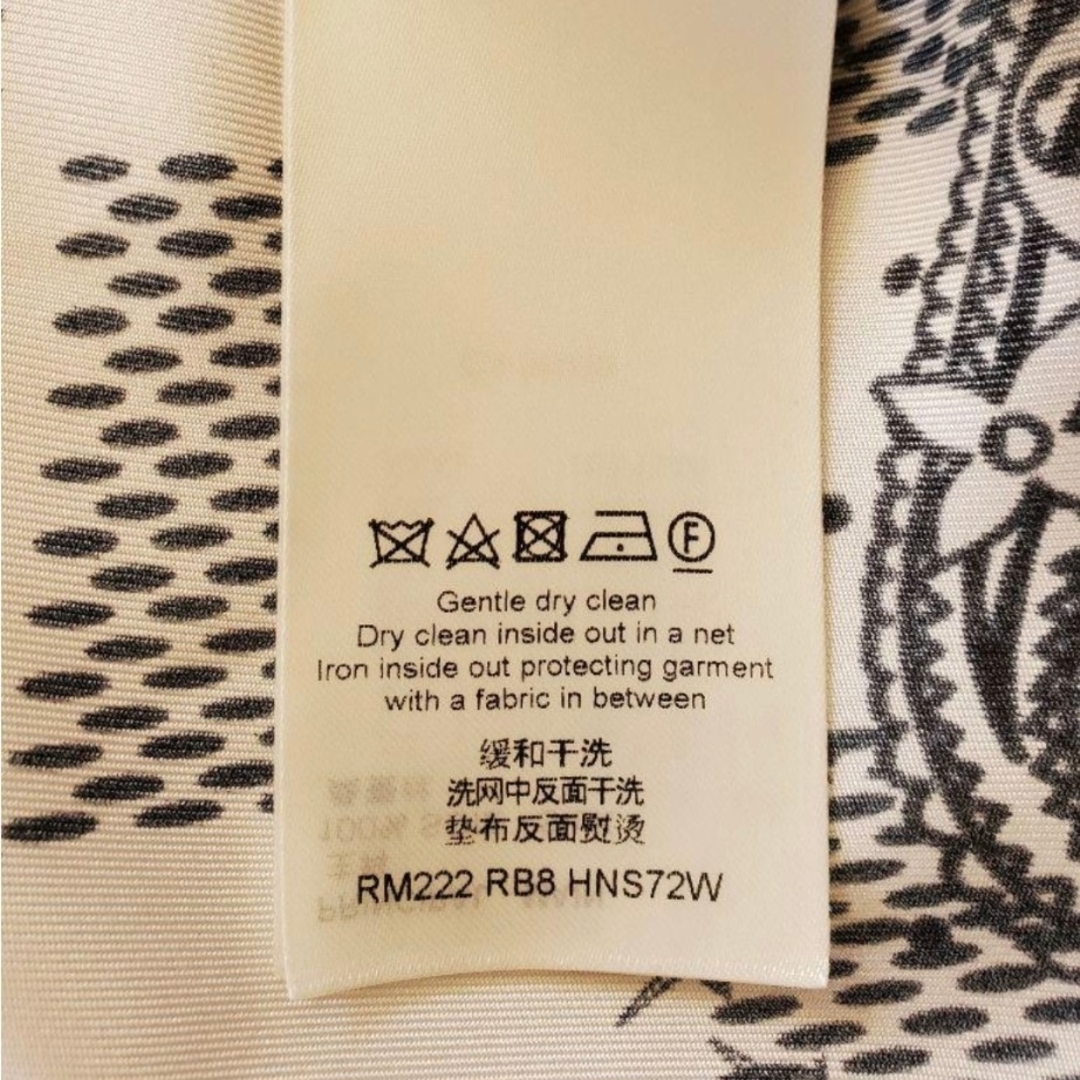 F
Gentle dry clean
Dry clean inside out in a net
Iron inside out protecting garment
with a fabric in between
缓和干洗
洗网中反面干洗
垫布反面熨烫
RM222 RB8 HNS72W